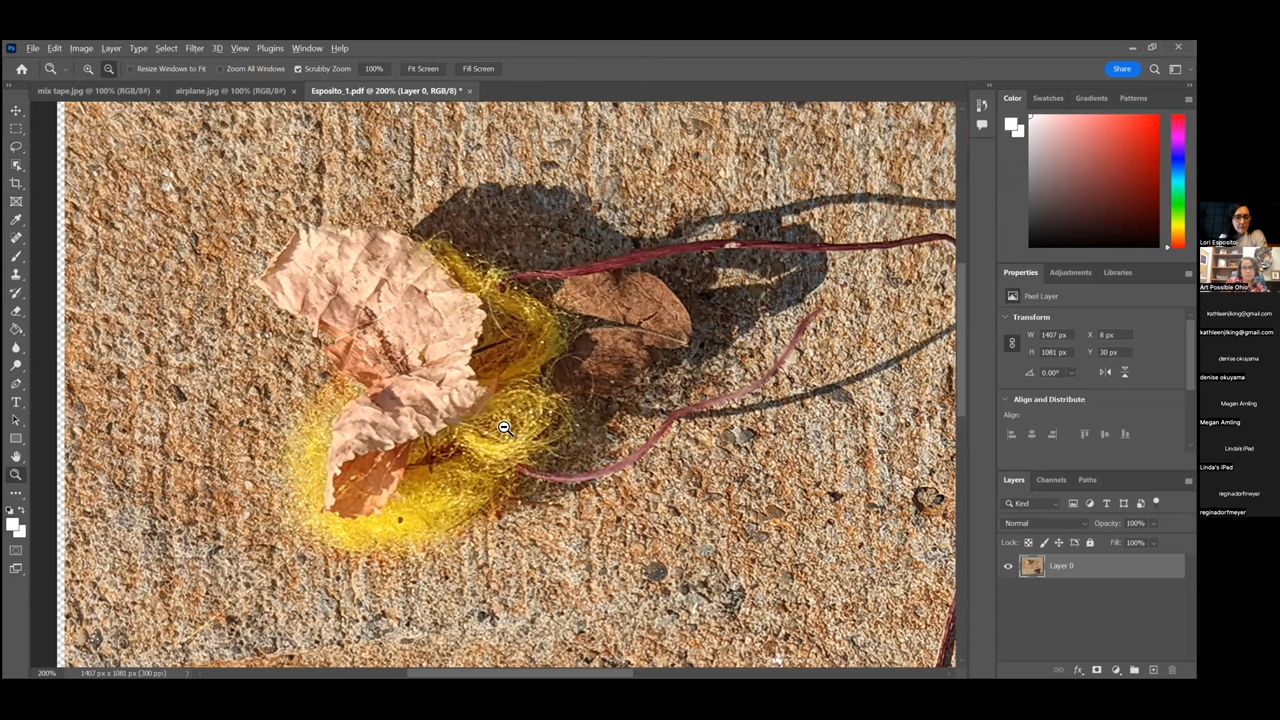 Ps File Edit Image Layer Type Select Filter 3D View Plugins Window Help
Resize Windows to Fit Zoom All Windows Scrubby Zoom 100% Fit Screen Fill Screen Share
mix tape.jpg @ 100% (RGB/8#) × airplane.jpg @ 100% (RGB/8#) × Esposito_1.pdf @ 200% (Layer 0, RGB/8) * ×
Color Swatches Gradients Patterns
Properties Adjustments Libraries
Pixel Layer
Transform
W 1407 px X 8 px
H 1081 px Y 30 px
0.00°
Align and Distribute
Align:
Layers Channels Paths
Kind
Normal Opacity: 100%
Lock: Fill: 100%
Layer 0
200% 1407 px x 1081 px (300 ppi)
Lori Esposito
Art Possible Ohio
kathleenjlking@gmail.com
kathleenjlking@gmail.com
denise okuyama
denise okuyama
Megan Amling
Megan Amling
Linda's iPad
Linda's iPad
reginadorfmeyer
reginadorfmeyer